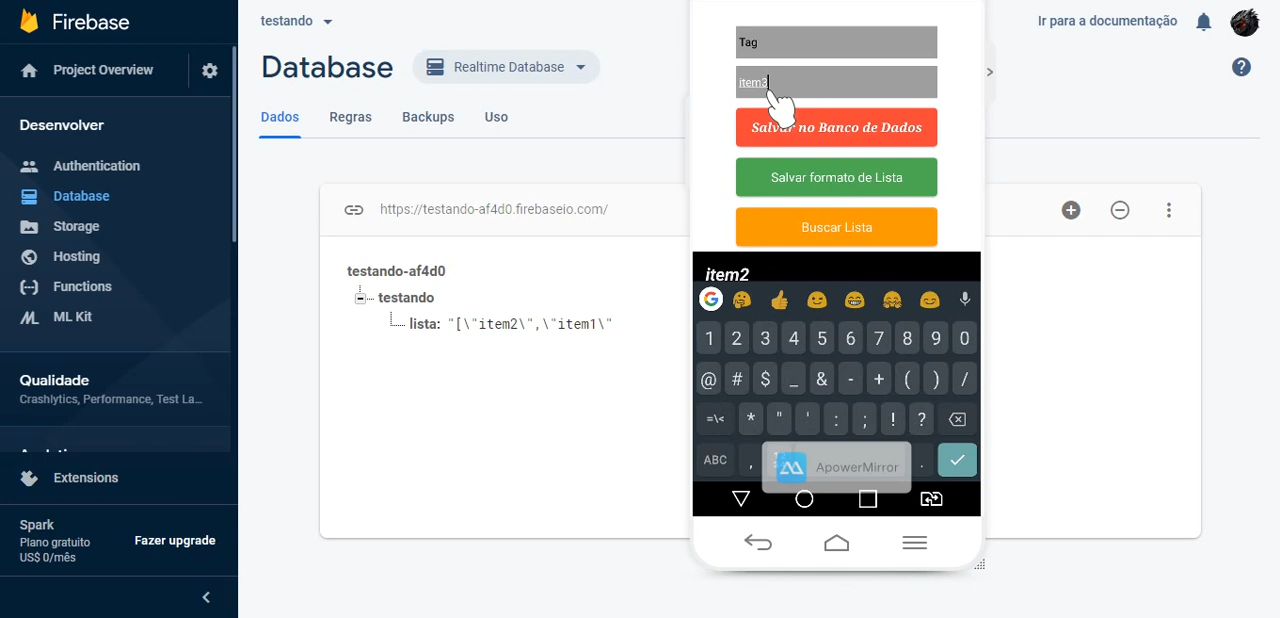 Firebase
testando
Ir para a documentação
Project Overview
Database
Realtime Database
Dados
Regras
Backups
Uso
Desenvolver
Authentication
Database
Storage
Hosting
Functions
ML Kit
Qualidade
Crashlytics, Performance, Test La...
Extensions
Spark
Plano gratuito
US$ 0/mês
Fazer upgrade
https://testando-af4d0.firebaseio.com/
testando-af4d0
testando
lista: "[\"item2\",\"item1\"
Tag
item3
Salvar no Banco de Dados
Salvar formato de Lista
Buscar Lista
item2
1 2 3 4 5 6 7 8 9 0
@ # $ _ & - + ( ) /
=\< * " ' : ; ! ?
ABC , .
ApowerMirror